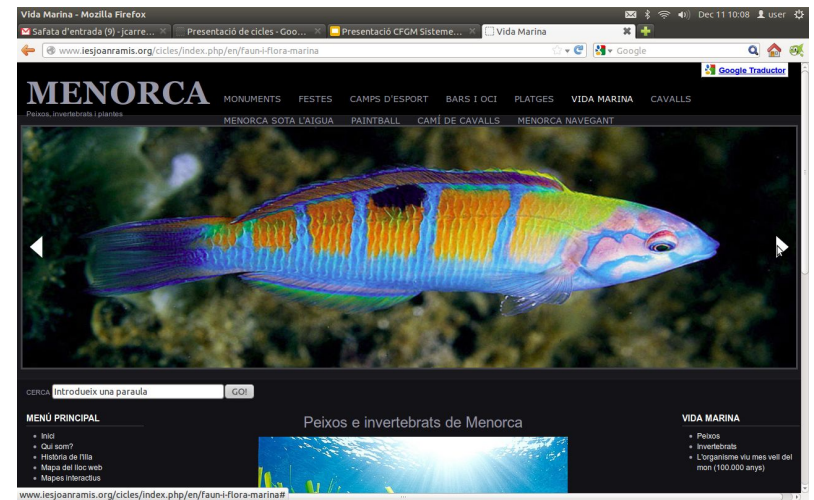 Vida Marina - Mozilla Firefox
Dec 11 10:08 user
Safata d'entrada (9) - jcarre...
Presentació de cicles - Goo...
Presentació CFGM Sisteme...
Vida Marina
www.iesjoanramis.org/cicles/index.php/en/faun-i-flora-marina
Google
Google Traductor
MENORCA
Peixos, invertebrats i plantes
MONUMENTS FESTES CAMPS D'ESPORT BARS I OCI PLATGES VIDA MARINA CAVALLS
MENORCA SOTA L'AIGUA PAINTBALL CAMÍ DE CAVALLS MENORCA NAVEGANT
CERCA Introdueix una paraula GO!
MENÚ PRINCIPAL
Inici
Qui som?
Història de l'illa
Mapa del lloc web
Mapes interactius
Peixos e invertebrats de Menorca
VIDA MARINA
Peixos
Invertebrats
L'organisme viu mes vell del
mon (100.000 anys)
www.iesjoanramis.org/cicles/index.php/en/faun-i-flora-marina#